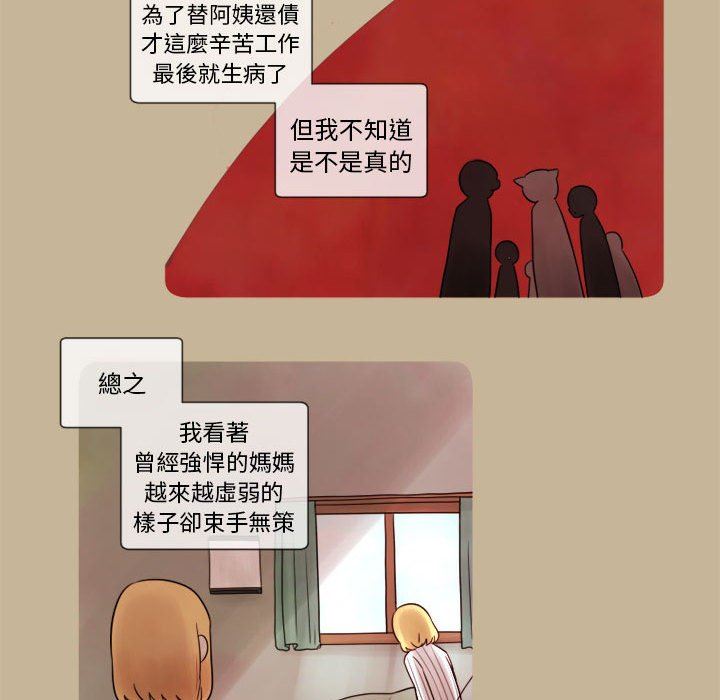 為了替阿姨還債
才這麼辛苦工作
最後就生病了
但我不知道
是不是真的
總之
我看著
曾經強悍的媽媽
越來越虛弱的
樣子卻束手無策